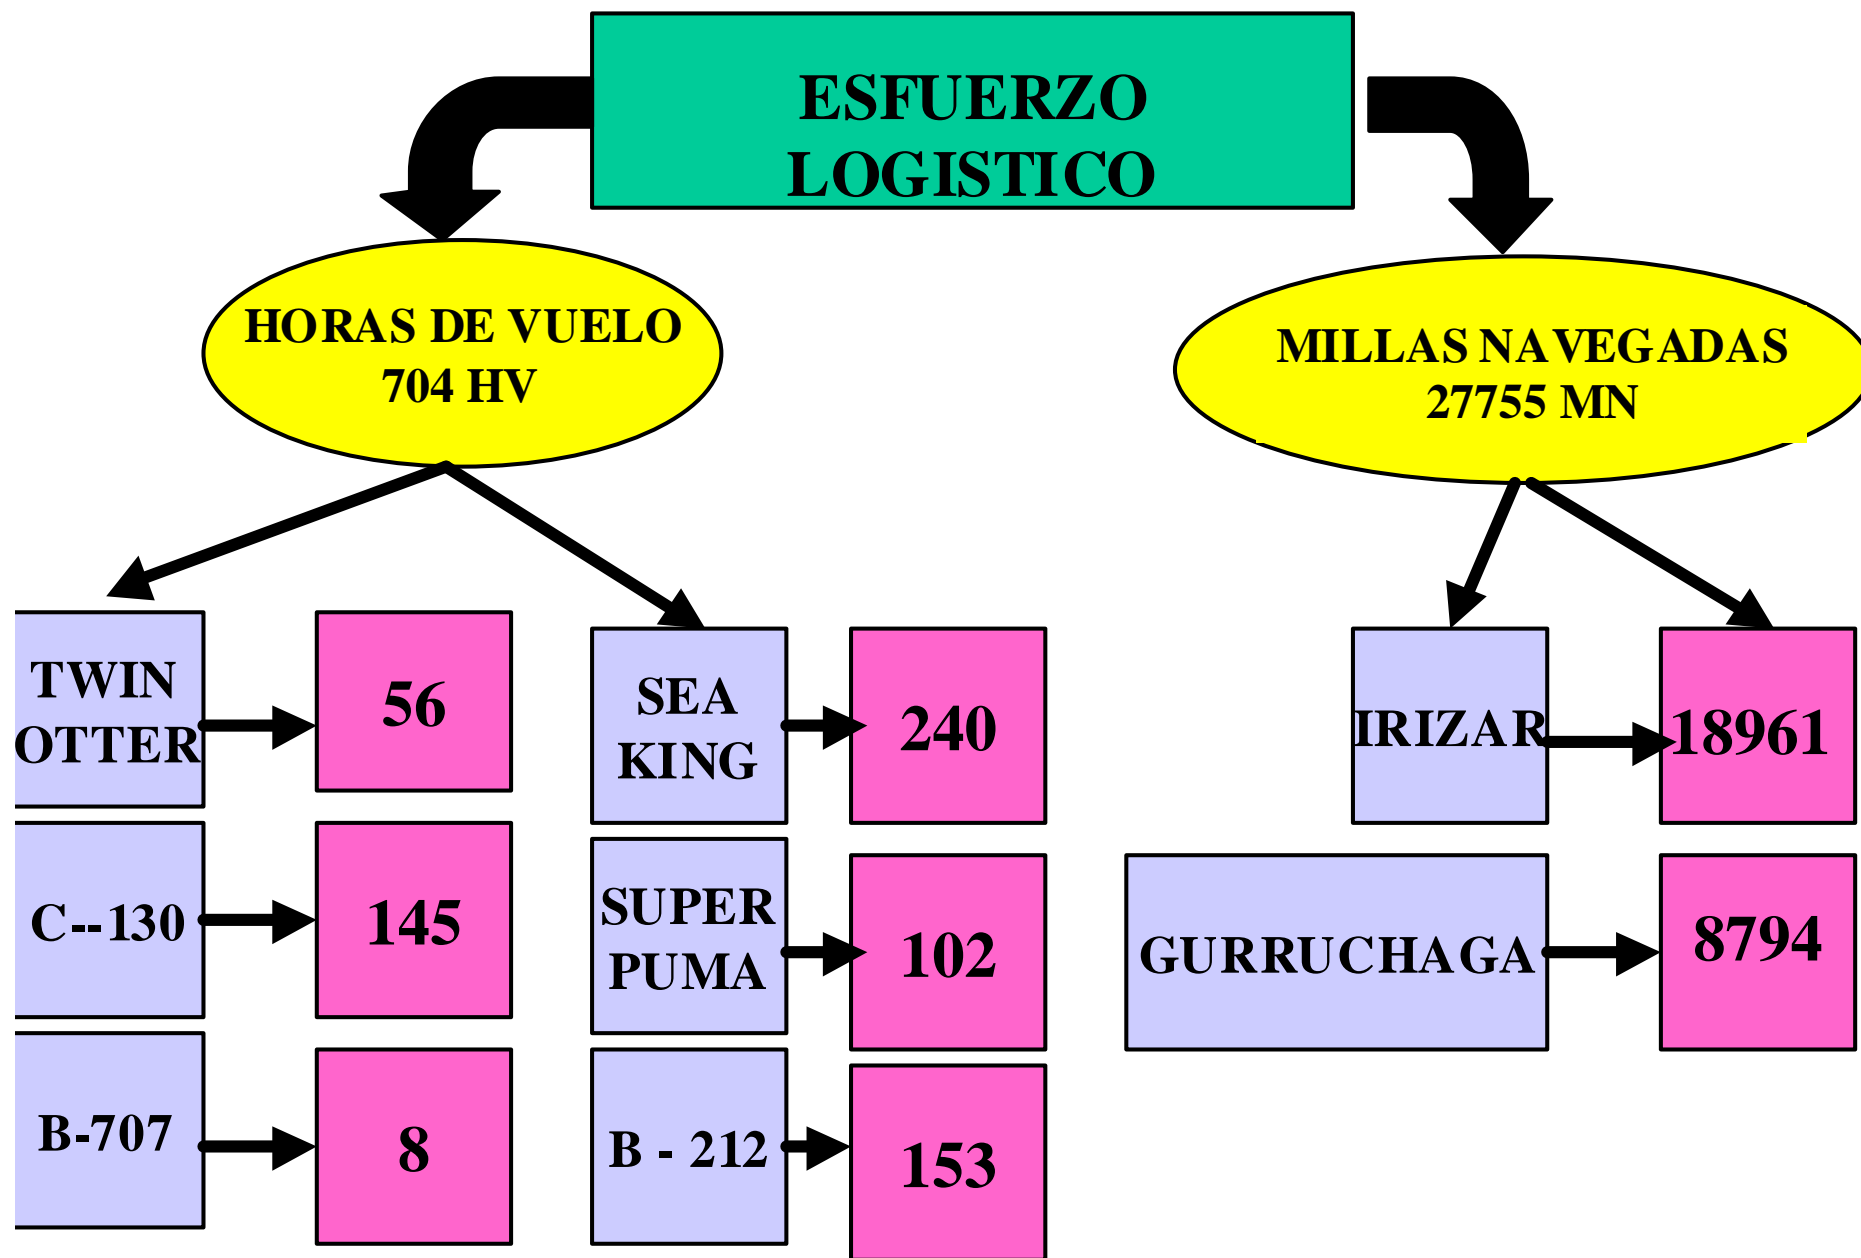 ESFUERZO
LOGISTICO
HORAS DE VUELO
704 HV
MILLAS NAVEGADAS
27755 MN
TWIN
OTTER
56
SEA
KING
240
IRIZAR
18961
C--130
145
SUPER
PUMA
102
GURRUCHAGA
8794
B-707
8
B - 212
153